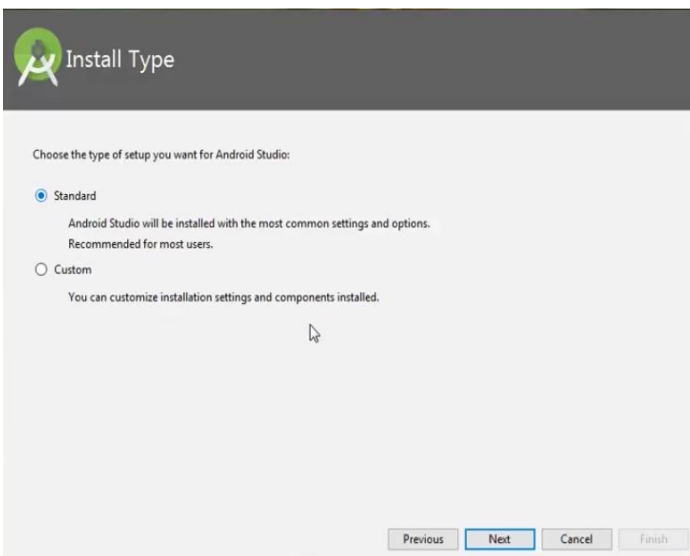 Install Type
Choose the type of setup you want for Android Studio:
Standard
Android Studio will be installed with the most common settings and options.
Recommended for most users.
Custom
You can customize installation settings and components installed.
Previous
Next
Cancel
Finish